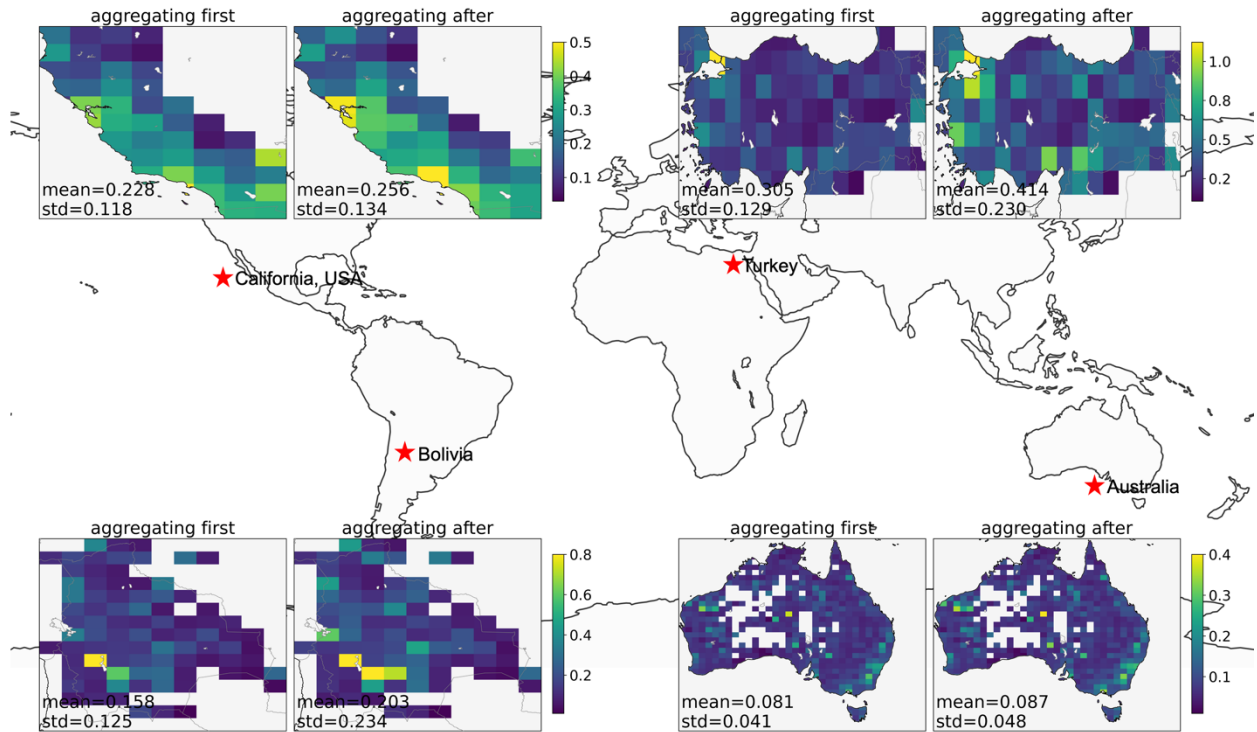 aggregating first
aggregating after
0.5
0.4
0.3
0.2
0.1
mean=0.228
std=0.118
mean=0.256
std=0.134
aggregating first
aggregating after
1.0
0.8
0.5
0.2
mean=0.305
std=0.129
mean=0.414
std=0.230
California, USA
Turkey
Bolivia
Australia
aggregating first
aggregating after
0.8
0.6
0.4
0.2
mean=0.158
std=0.125
mean=0.203
std=0.234
aggregating first
aggregating after
0.4
0.3
0.2
0.1
mean=0.081
std=0.041
mean=0.087
std=0.048